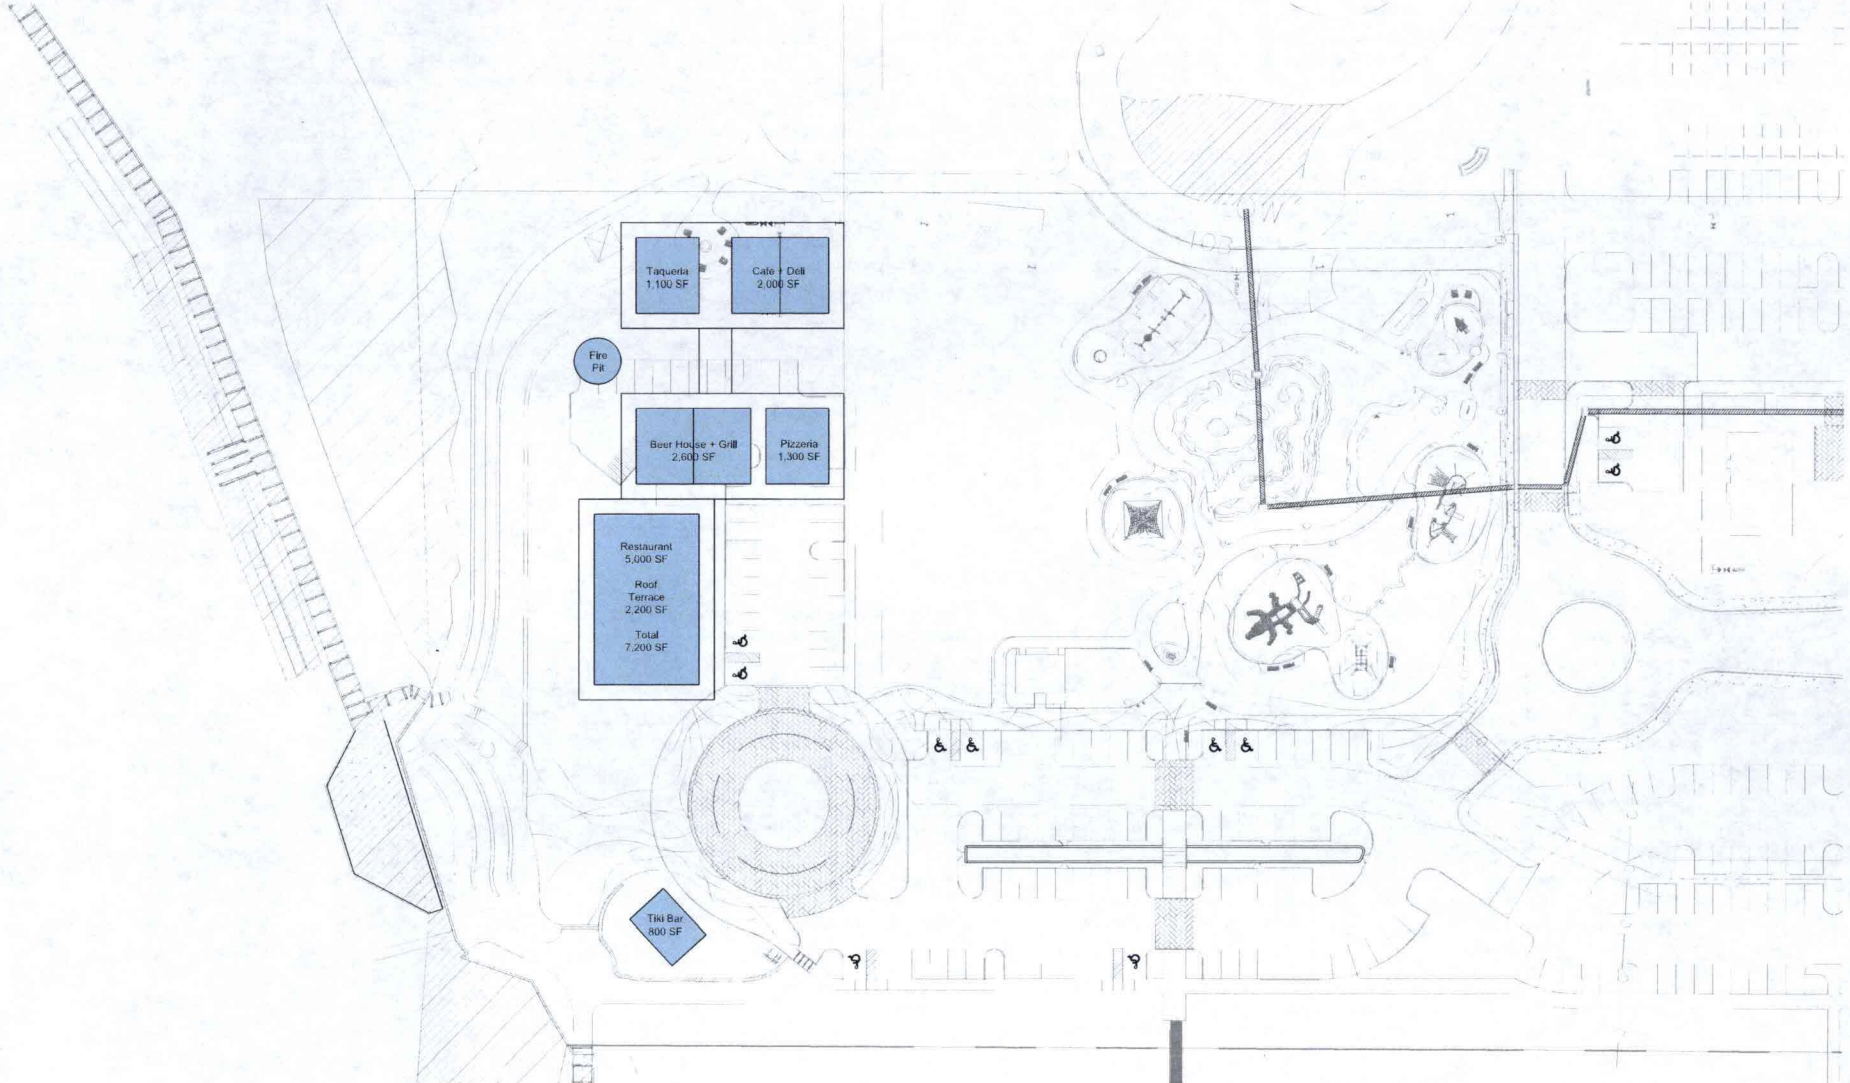 Taqueria
1,100 SF
Cafe + Deli
2,000 SF
Fire
Pit
Beer House + Grill
2,600 SF
Pizzeria
1,300 SF
Restaurant
5,000 SF
Roof
Terrace
2,200 SF
Total
7,200 SF
Tiki Bar
800 SF